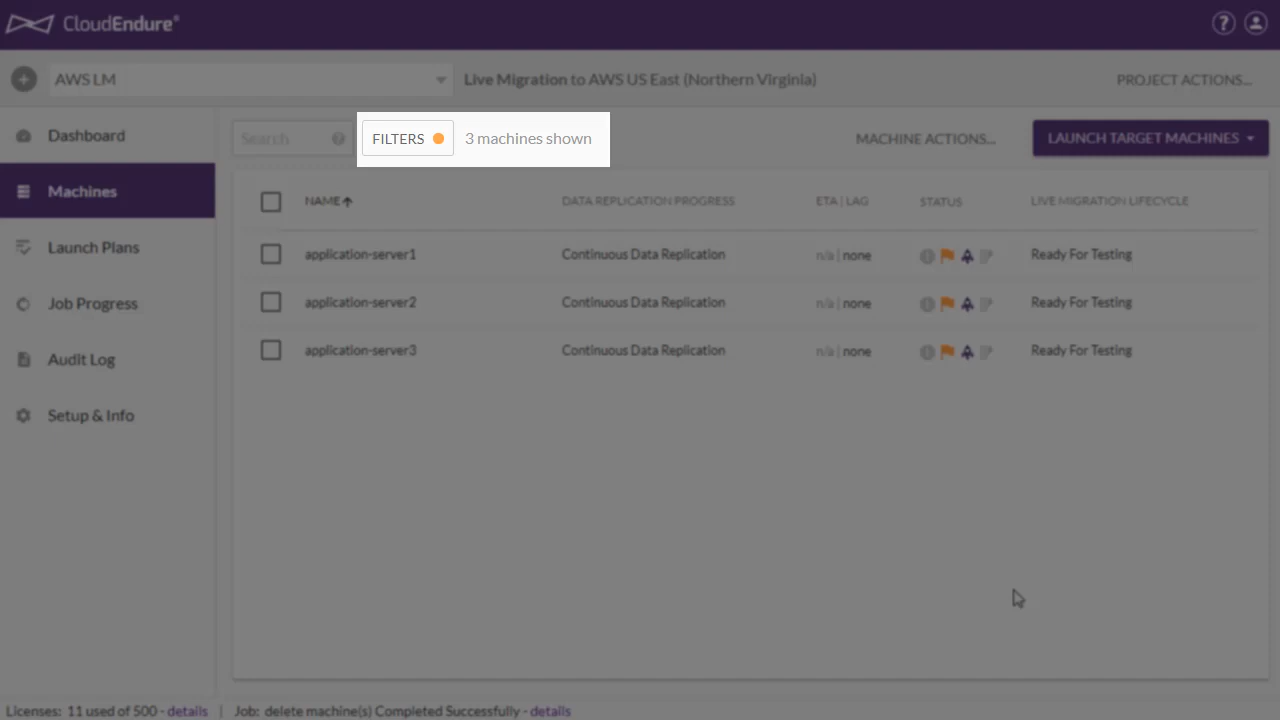 CloudEndure®
AWS LM
Live Migration to AWS US East (Northern Virginia)
PROJECT ACTIONS...
Dashboard
Machines
Launch Plans
Job Progress
Audit Log
Setup & Info
Search
FILTERS
3 machines shown
MACHINE ACTIONS...
LAUNCH TARGET MACHINES
NAME DATA REPLICATION PROGRESS ETA | LAG STATUS LIVE MIGRATION LIFECYCLE
application-server1 Continuous Data Replication n/a | none Ready For Testing
application-server2 Continuous Data Replication n/a | none Ready For Testing
application-server3 Continuous Data Replication n/a | none Ready For Testing
Licenses: 11 used of 500 - details | Job: delete machine(s) Completed Successfully - details